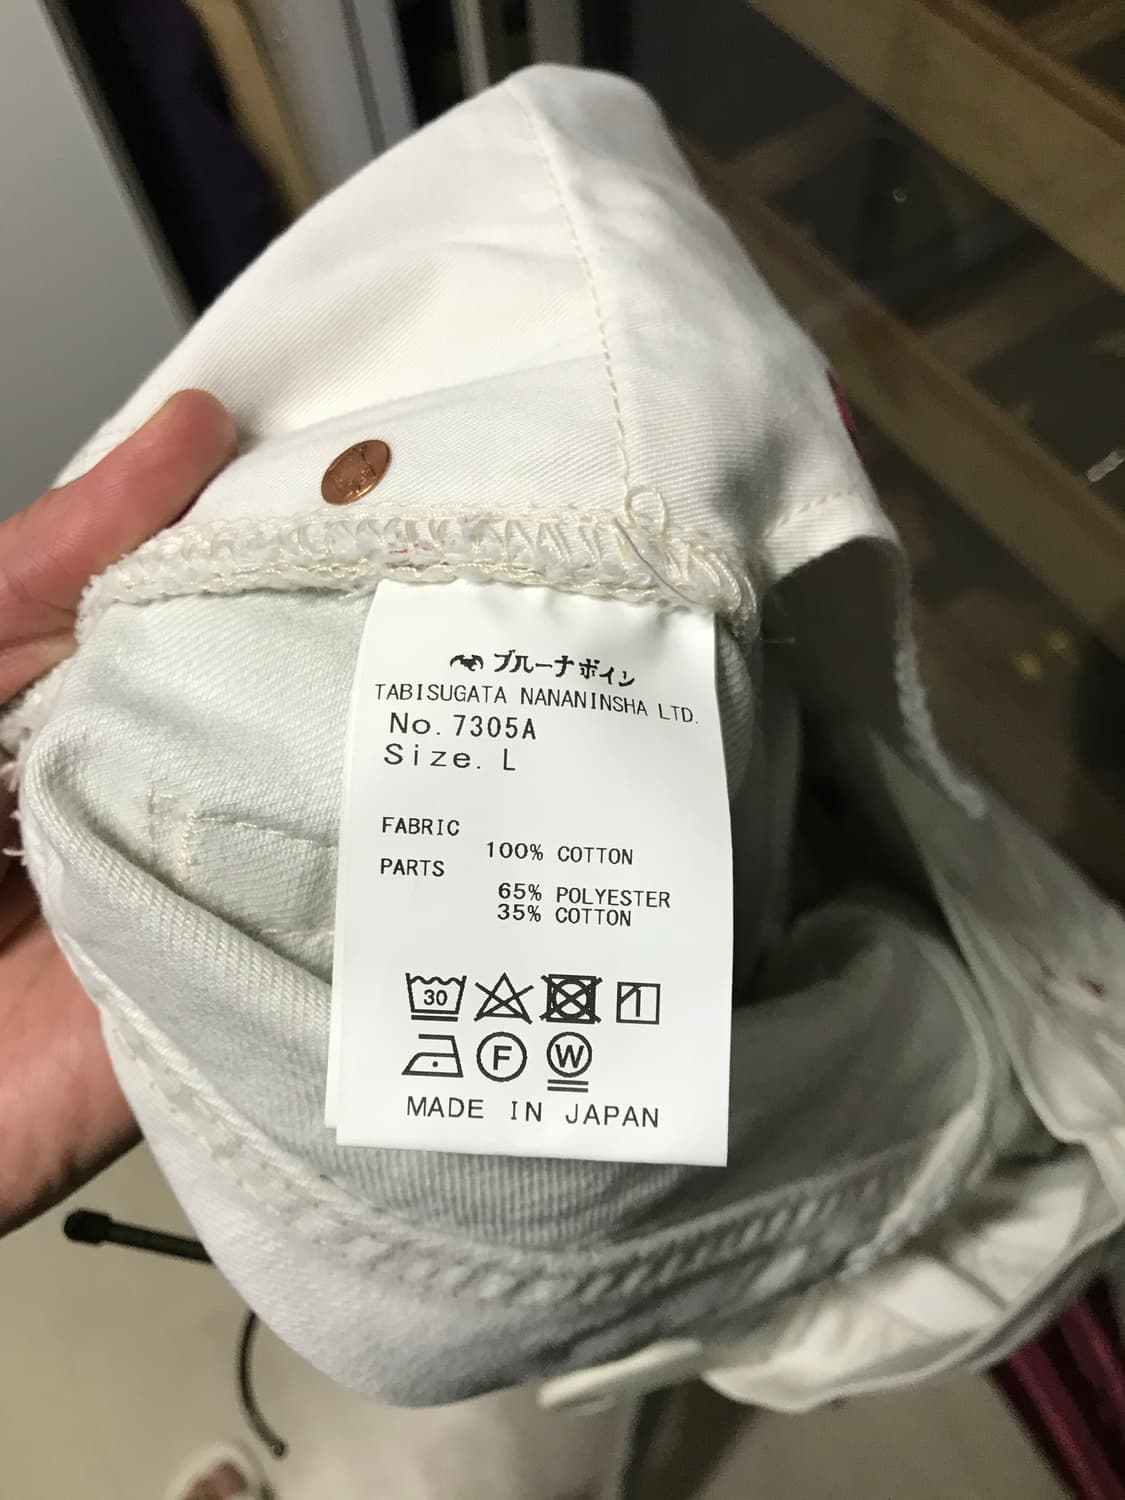 ブルーナボイン
TABISUGATA NANANINSHA LTD.
No. 7305A
Size. L
FABRIC
100% COTTON
PARTS
65% POLYESTER
35% COTTON
30
F W
MADE IN JAPAN